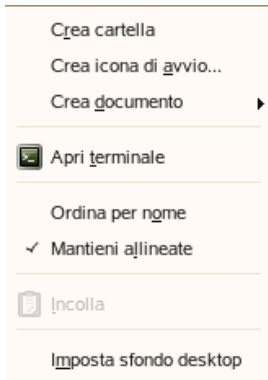 Crea cartella
Crea icona di avvio...
Crea documento
Apri terminale
Ordina per nome
Mantieni allineate
Incolla
Imposta sfondo desktop